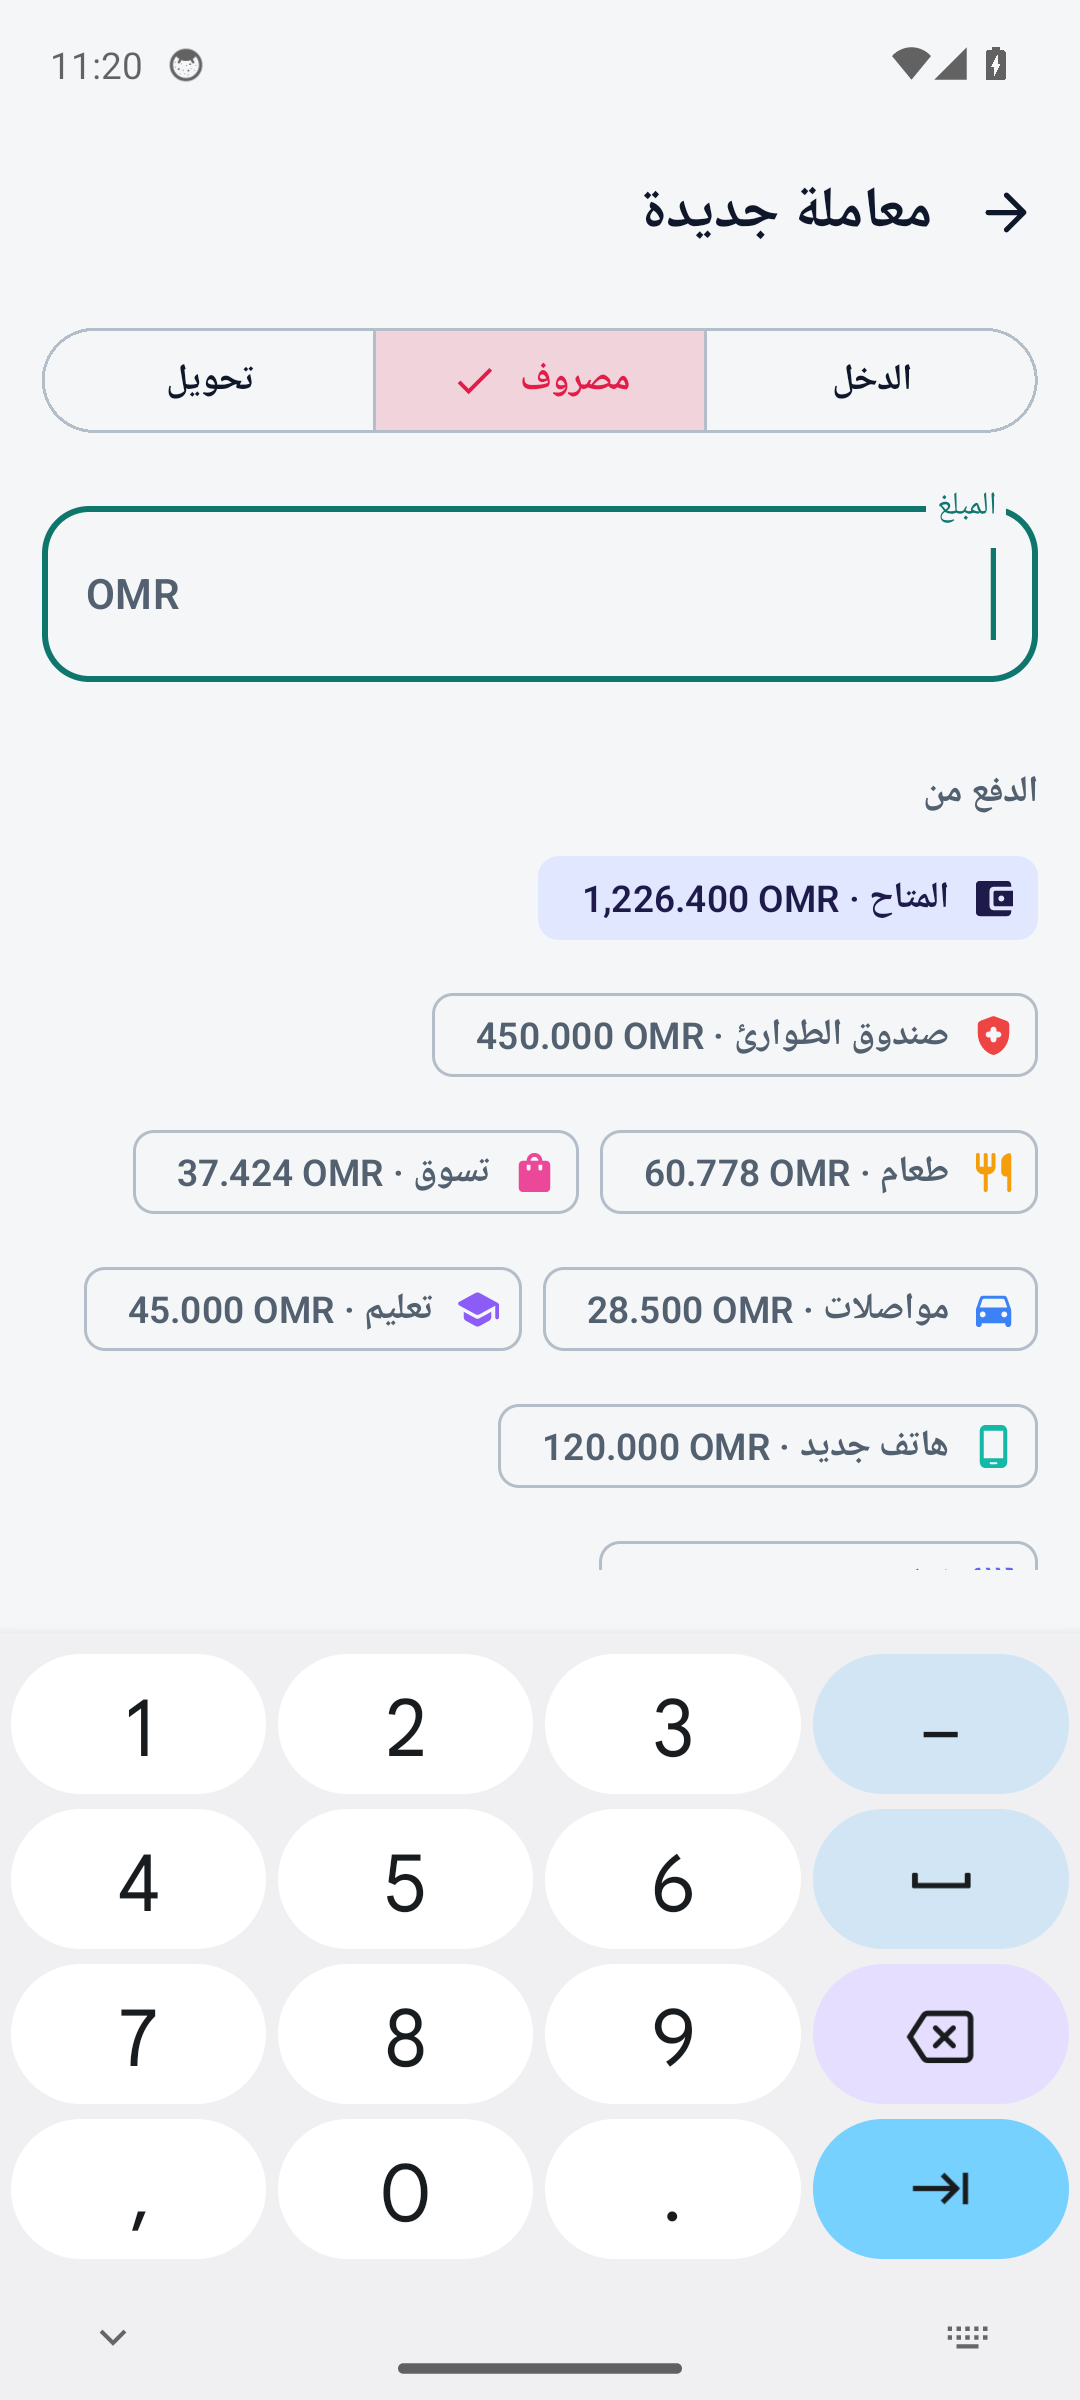 11:20
معاملة جديدة
الدخل
مصروف
تحويل
المبلغ
OMR
الدفع من
المتاح · 1,226.400 OMR
صندوق الطوارئ · 450.000 OMR
طعام · 60.778 OMR
تسوق · 37.424 OMR
مواصلات · 28.500 OMR
تعليم · 45.000 OMR
هاتف جديد · 120.000 OMR
1 2 3 –
4 5 6
7 8 9
, 0 .